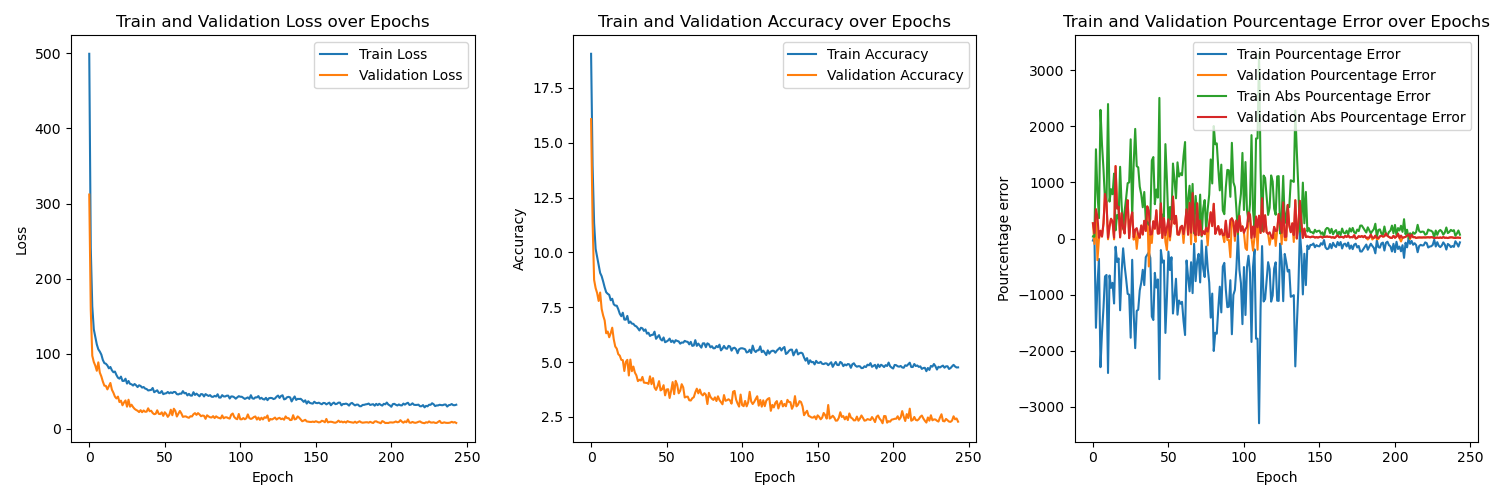 Train and Validation Loss over Epochs
500
400
300
200
100
0
Loss
Train Loss
Validation Loss
0 50 100 150 200 250
Epoch
Train and Validation Accuracy over Epochs
17.5
15.0
12.5
10.0
7.5
5.0
2.5
Accuracy
Train Accuracy
Validation Accuracy
0 50 100 150 200 250
Epoch
Train and Validation Pourcentage Error over Epochs
3000
2000
1000
0
−1000
−2000
−3000
Pourcentage error
Train Pourcentage Error
Validation Pourcentage Error
Train Abs Pourcentage Error
Validation Abs Pourcentage Error
0 50 100 150 200 250
Epoch